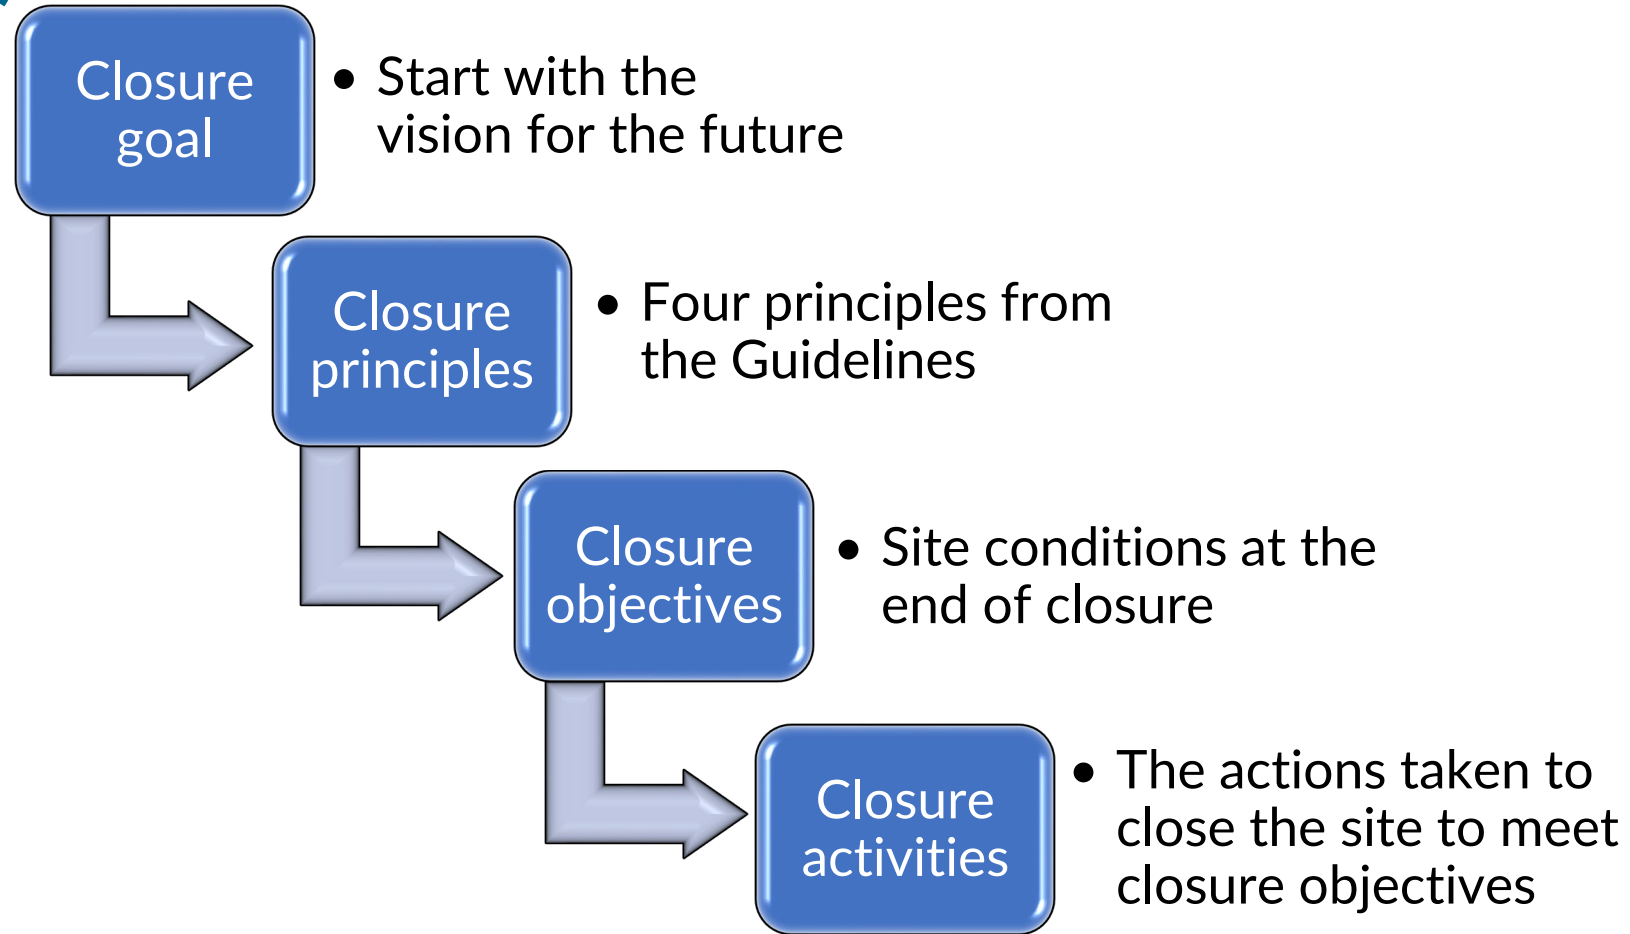 Closure
goal
• Start with the
vision for the future
Closure
principles
• Four principles from
the Guidelines
Closure
objectives
• Site conditions at the
end of closure
Closure
activities
• The actions taken to
close the site to meet
closure objectives